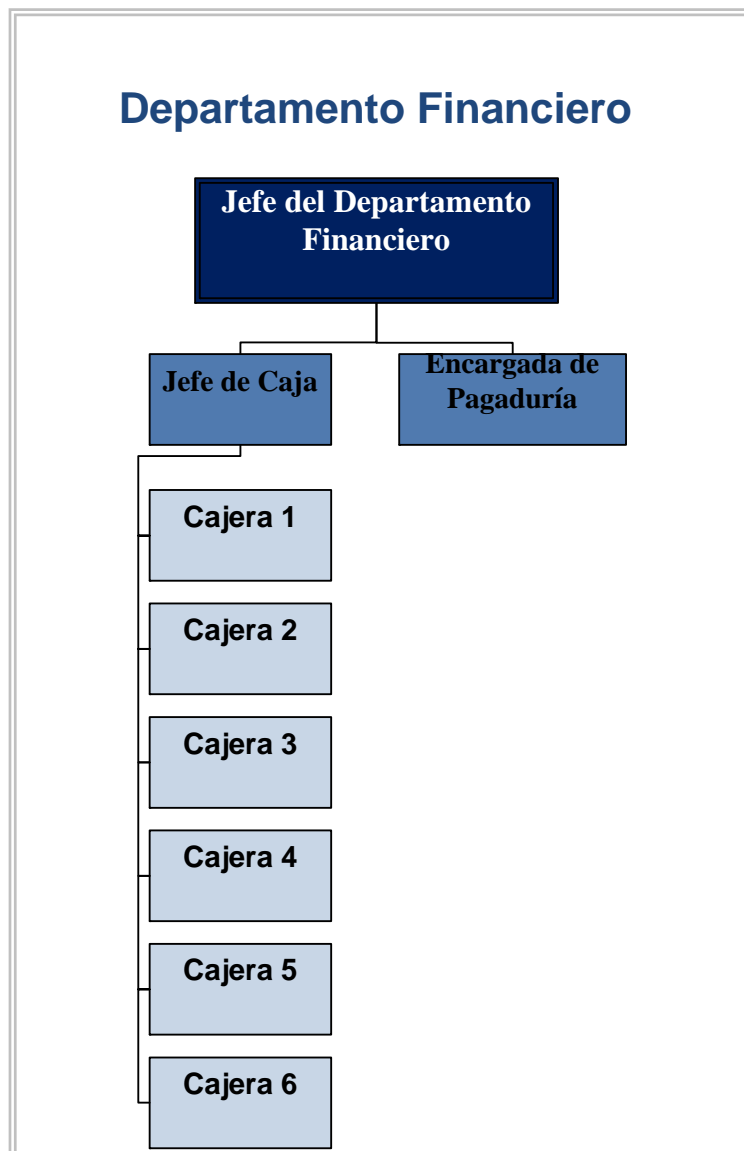 Departamento Financiero
Jefe del Departamento
Financiero
Jefe de Caja
Encargada de
Pagaduría
Cajera 1
Cajera 2
Cajera 3
Cajera 4
Cajera 5
Cajera 6